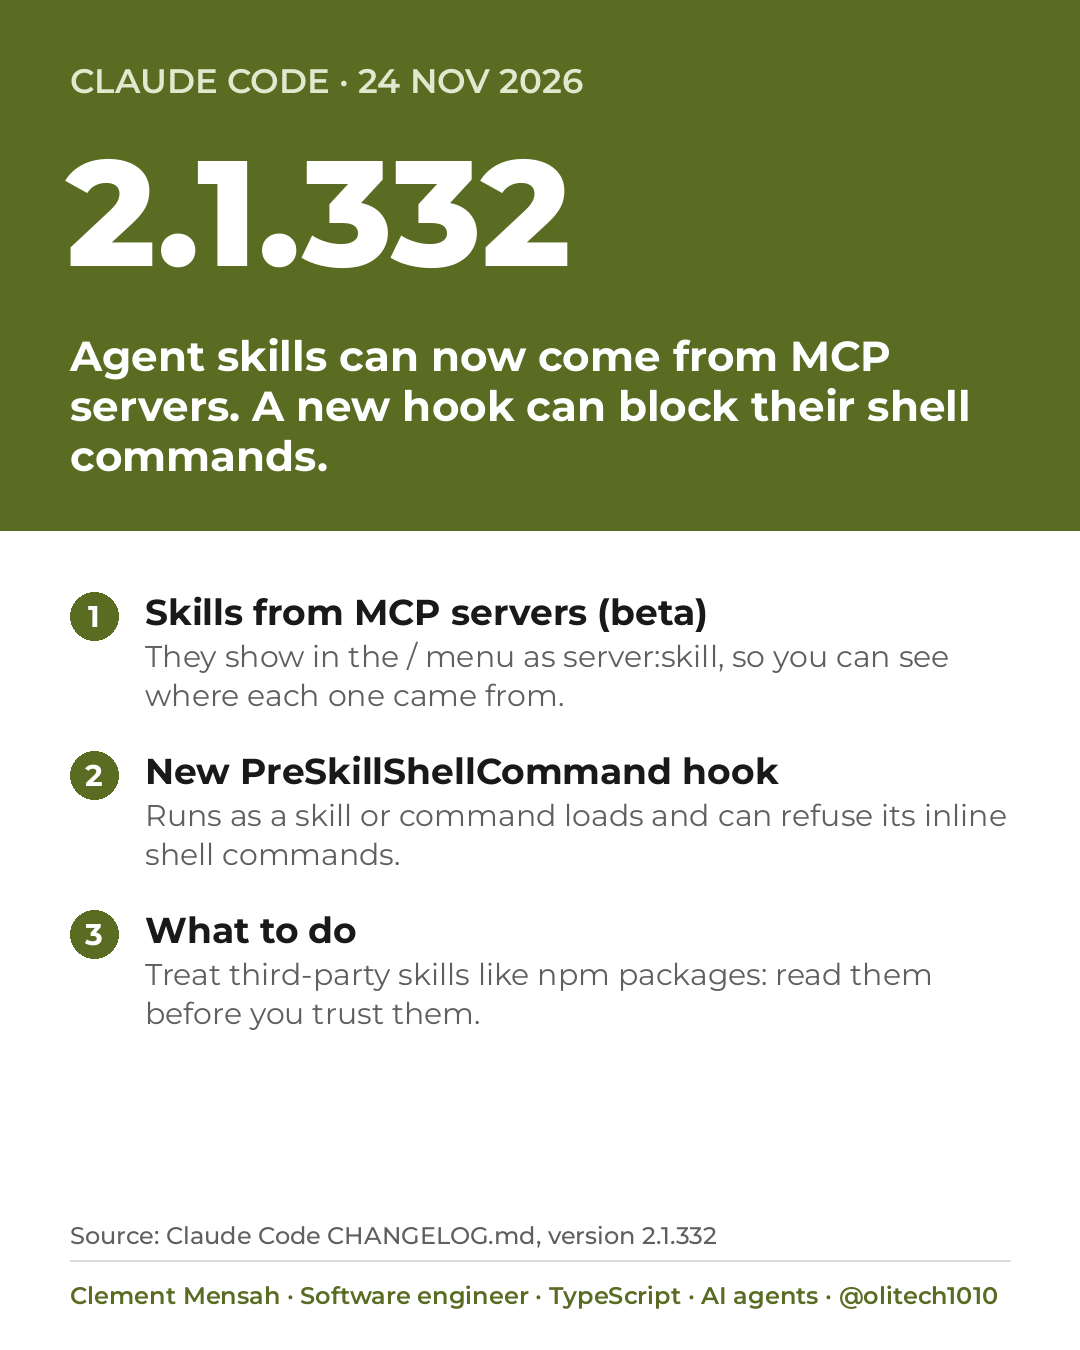 CLAUDE CODE · 24 NOV 2026
2.1.332
Agent skills can now come from MCP
servers. A new hook can block their shell
commands.
1 Skills from MCP servers (beta)
They show in the / menu as server:skill, so you can see
where each one came from.
2 New PreSkillShellCommand hook
Runs as a skill or command loads and can refuse its inline
shell commands.
3 What to do
Treat third-party skills like npm packages: read them
before you trust them.
Source: Claude Code CHANGELOG.md, version 2.1.332
Clement Mensah · Software engineer · TypeScript · AI agents · @olitech1010